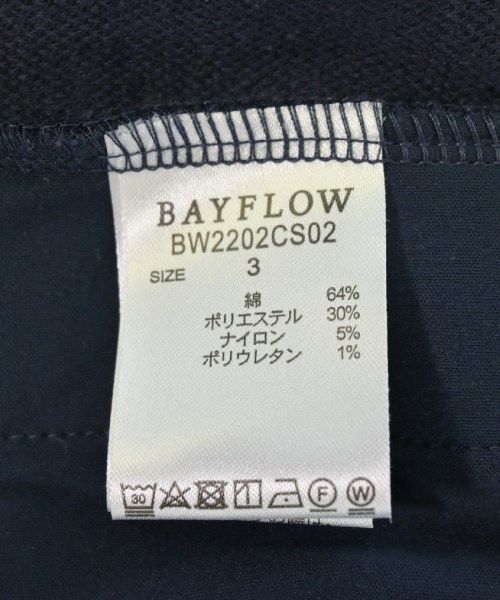 BAYFLOW
BW2202CS02
SIZE 3
綿 64%
ポリエステル 30%
ナイロン 5%
ポリウレタン 1%
30 F W